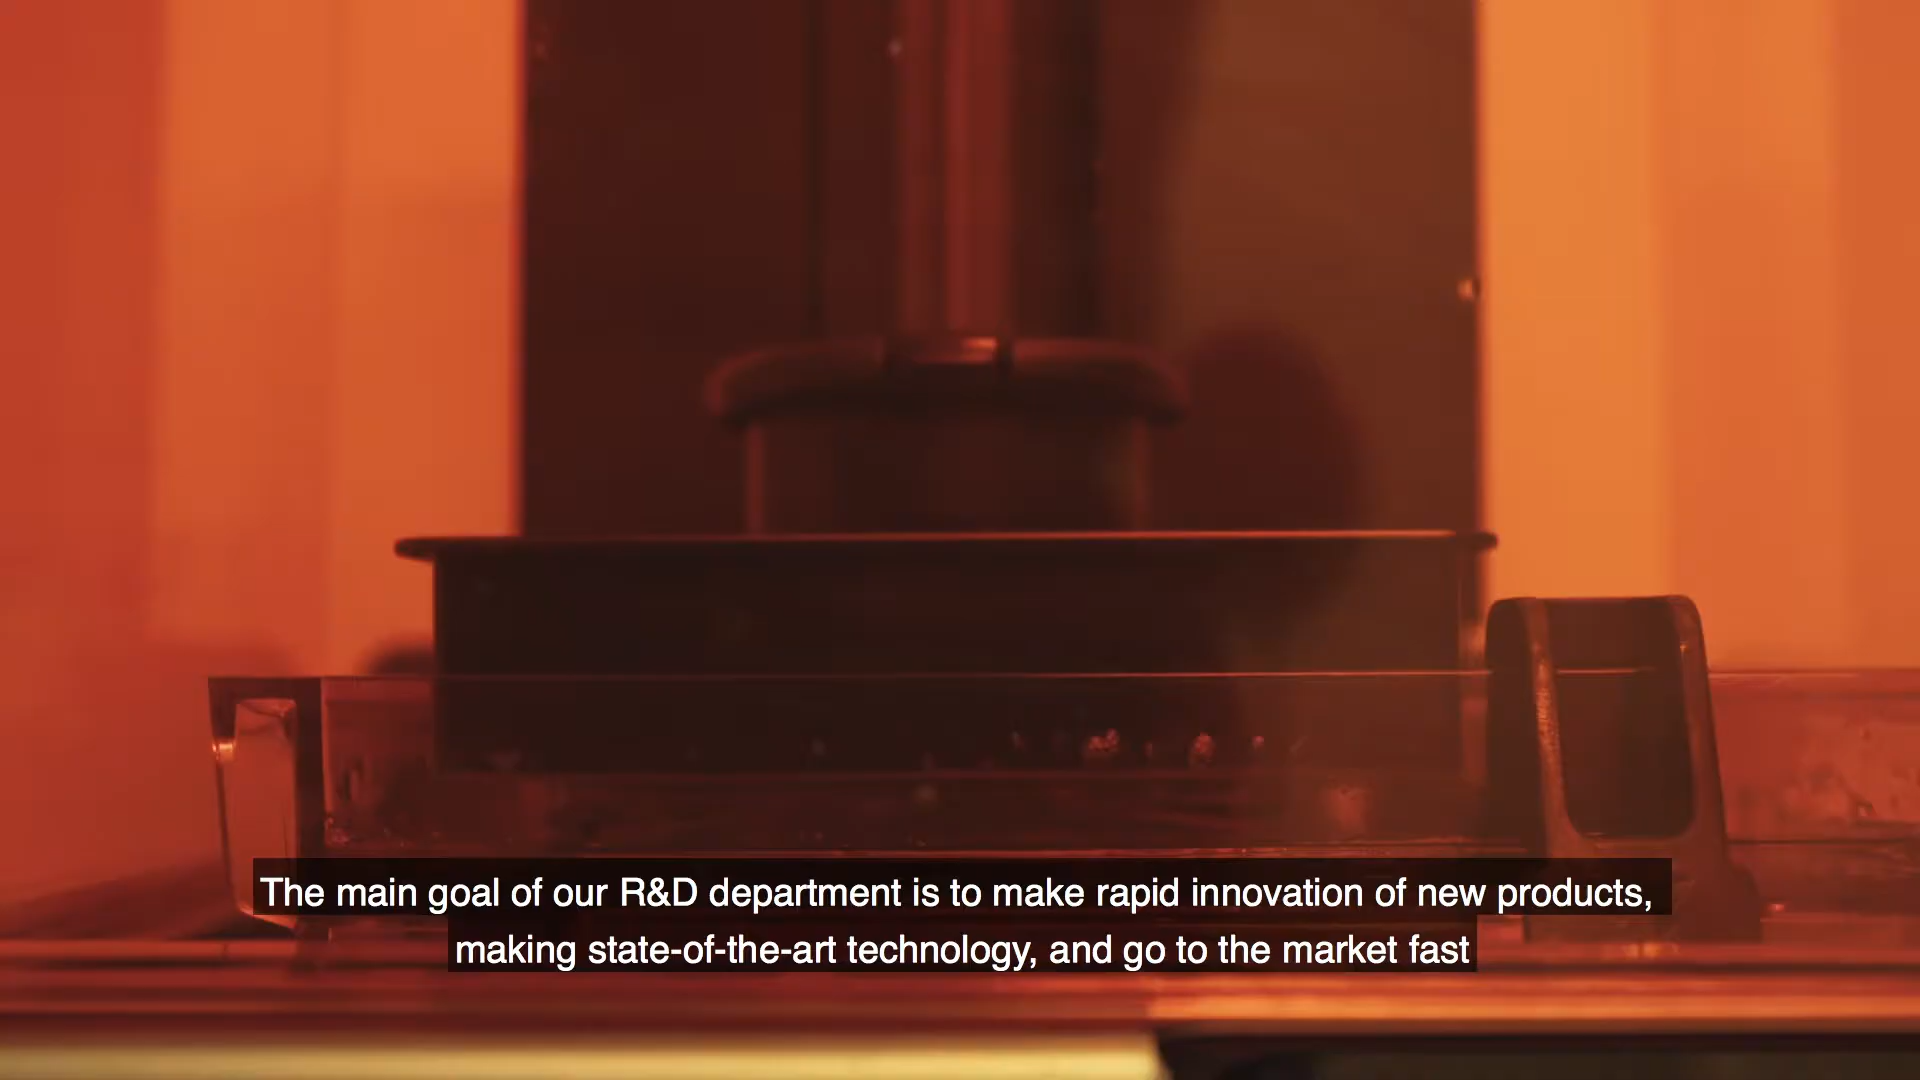 The main goal of our R&D department is to make rapid innovation of new products,
making state-of-the-art technology, and go to the market fast